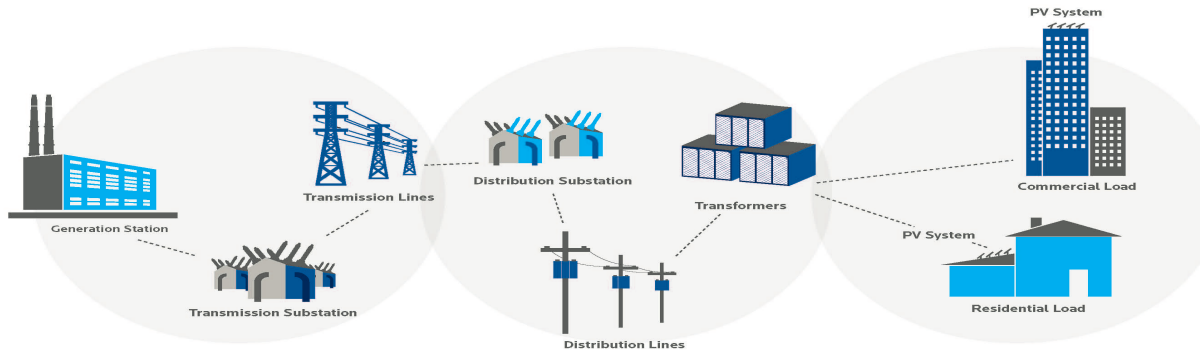 PV System
Generation Station
Transmission Substation
Transmission Lines
Distribution Substation
Distribution Lines
Transformers
Commercial Load
PV System
Residential Load